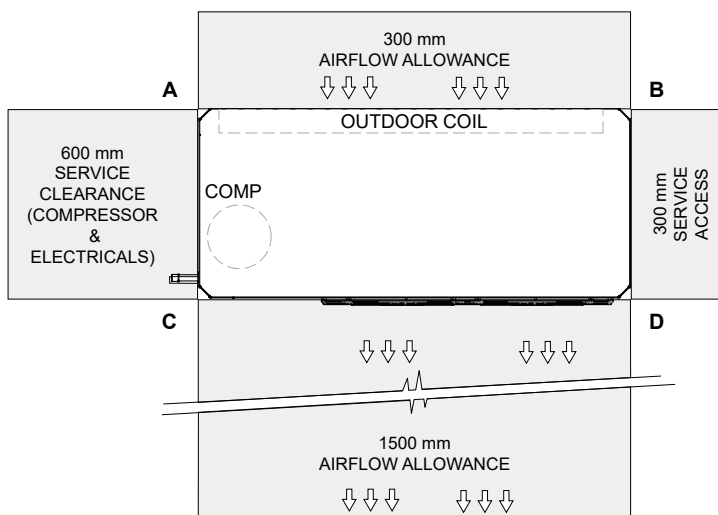 300 mm
AIRFLOW ALLOWANCE
A
B
OUTDOOR COIL
600 mm
SERVICE
CLEARANCE
(COMPRESSOR
&
ELECTRICALS)
COMP
300 mm
SERVICE
ACCESS
C
D
1500 mm
AIRFLOW ALLOWANCE